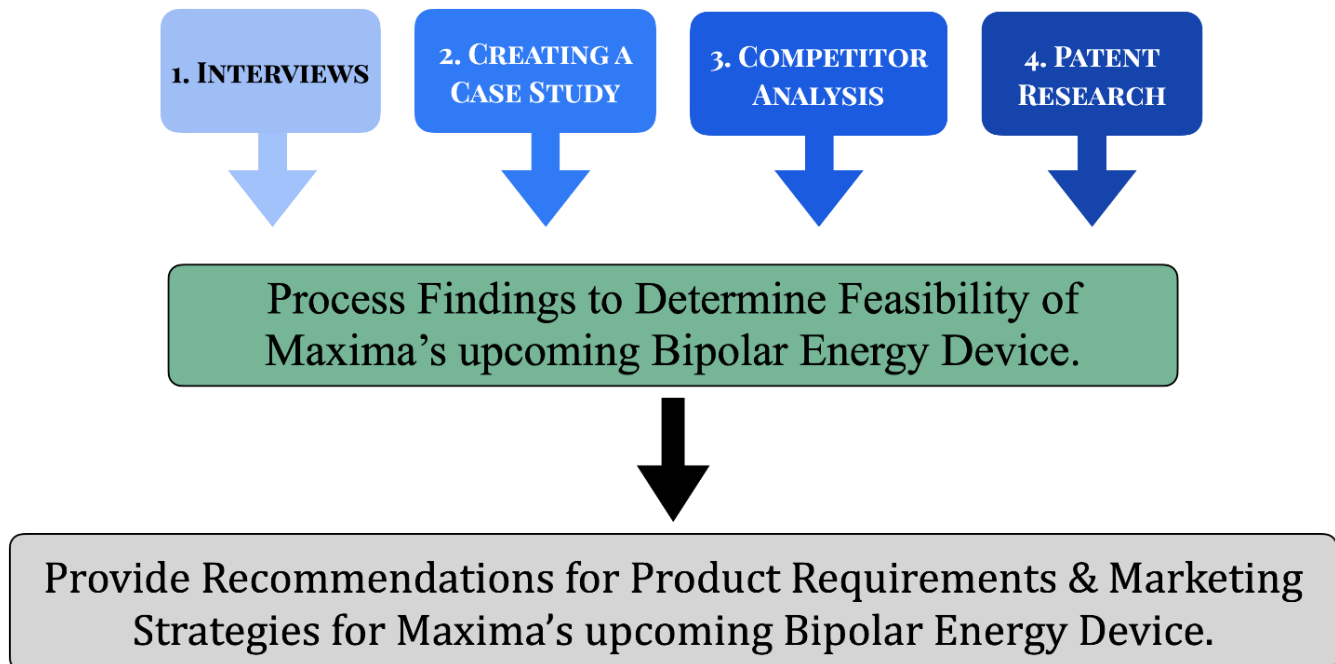 1. INTERVIEWS
2. CREATING A
CASE STUDY
3. COMPETITOR
ANALYSIS
4. PATENT
RESEARCH
Process Findings to Determine Feasibility of
Maxima’s upcoming Bipolar Energy Device.
Provide Recommendations for Product Requirements & Marketing
Strategies for Maxima’s upcoming Bipolar Energy Device.